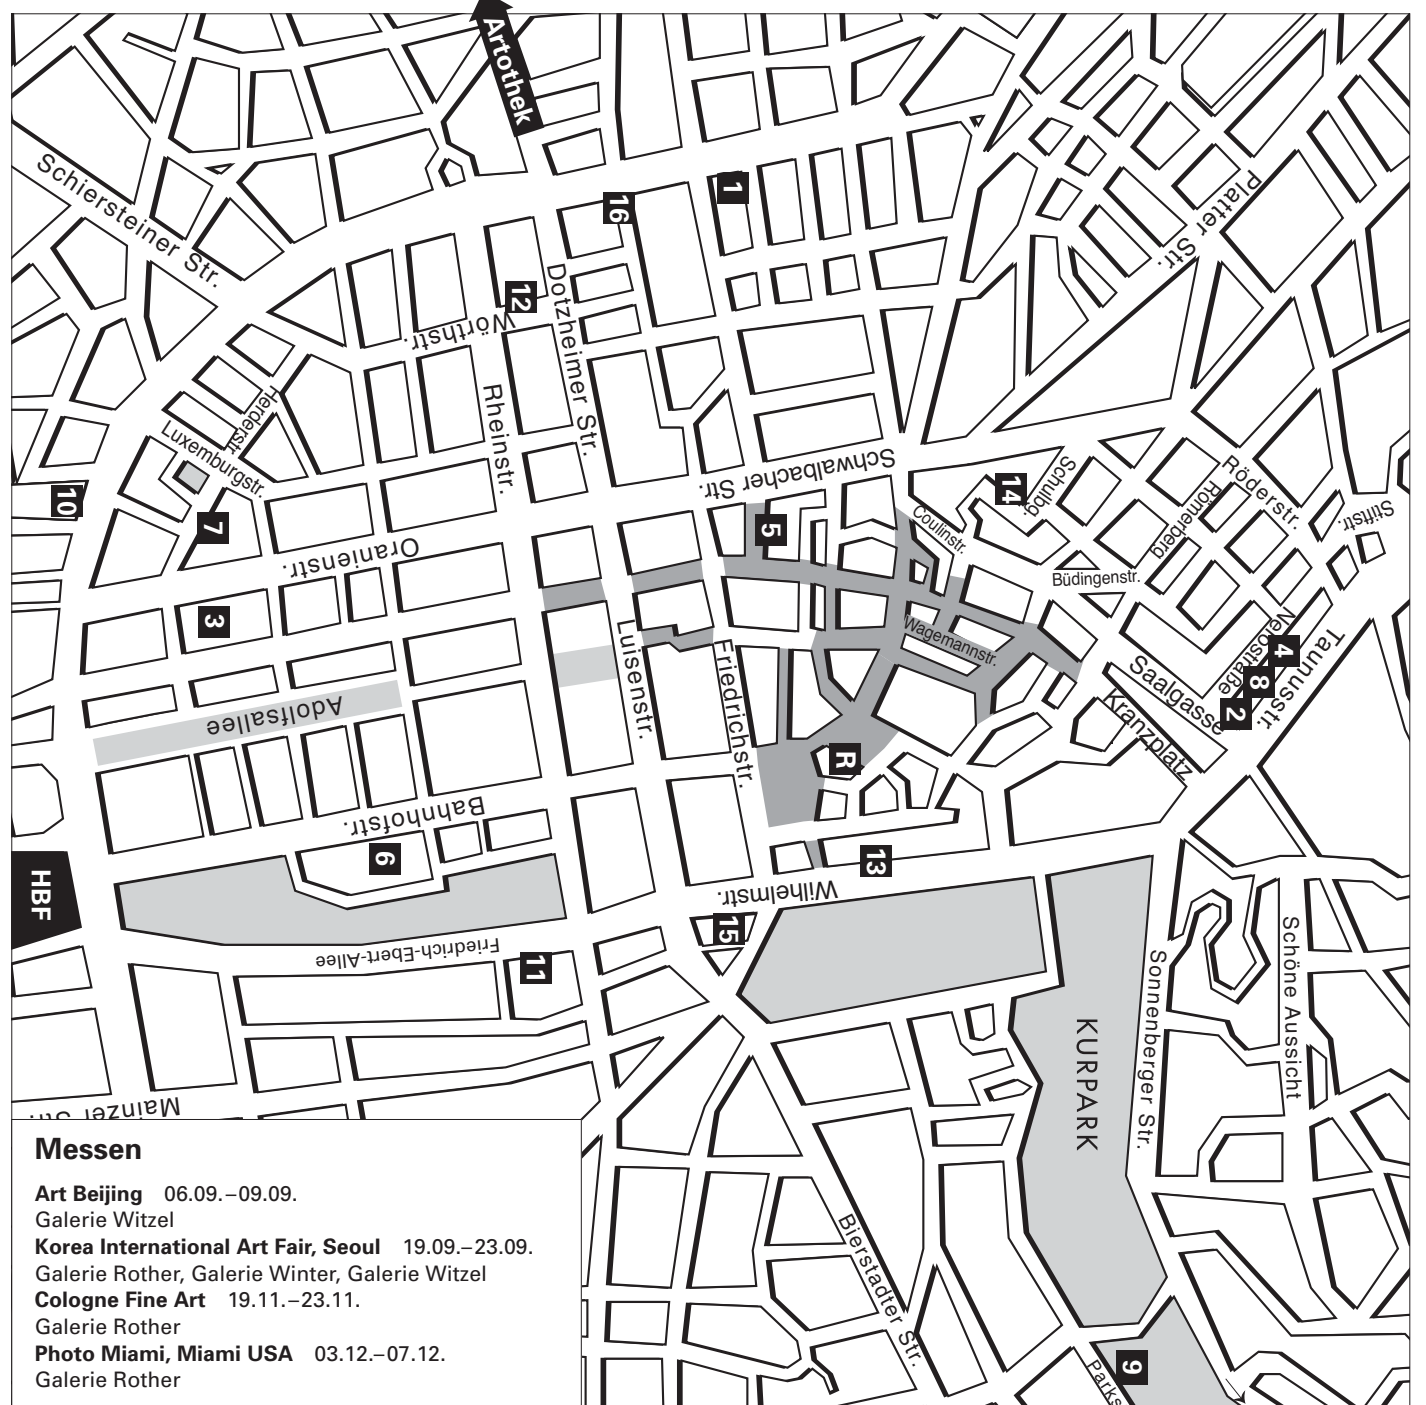 Artothek
Schiersteiner Str.
Platter Str.
1
16
12
Dotzheimer Str.
Wörthstr.
Rheinstr.
Herderstr.
Luxemburgstr.
10
7
Oranienstr.
3
Schwalbacher Str.
5
14
Schulbg.
Coulinstr.
Röderstr.
Römerberg
Stiftstr.
Büdingenstr.
Wagemannstr.
Nerostraße
4
8
2
Taunusstr.
Saalgasse
Kranzplatz
Luisenstr.
Friedrichstr.
R
Adolfsallee
Bahnhofstr.
6
13
Wilhelmstr.
15
HBF
Friedrich-Ebert-Allee
11
Sonnenberger Str.
Schöne Aussicht
KURPARK
Mainzer Str.
Bierstadter Str.
9
Parks
Messen
Art Beijing 06.09.–09.09.
Galerie Witzel
Korea International Art Fair, Seoul 19.09.–23.09.
Galerie Rother, Galerie Winter, Galerie Witzel
Cologne Fine Art 19.11.–23.11.
Galerie Rother
Photo Miami, Miami USA 03.12.–07.12.
Galerie Rother